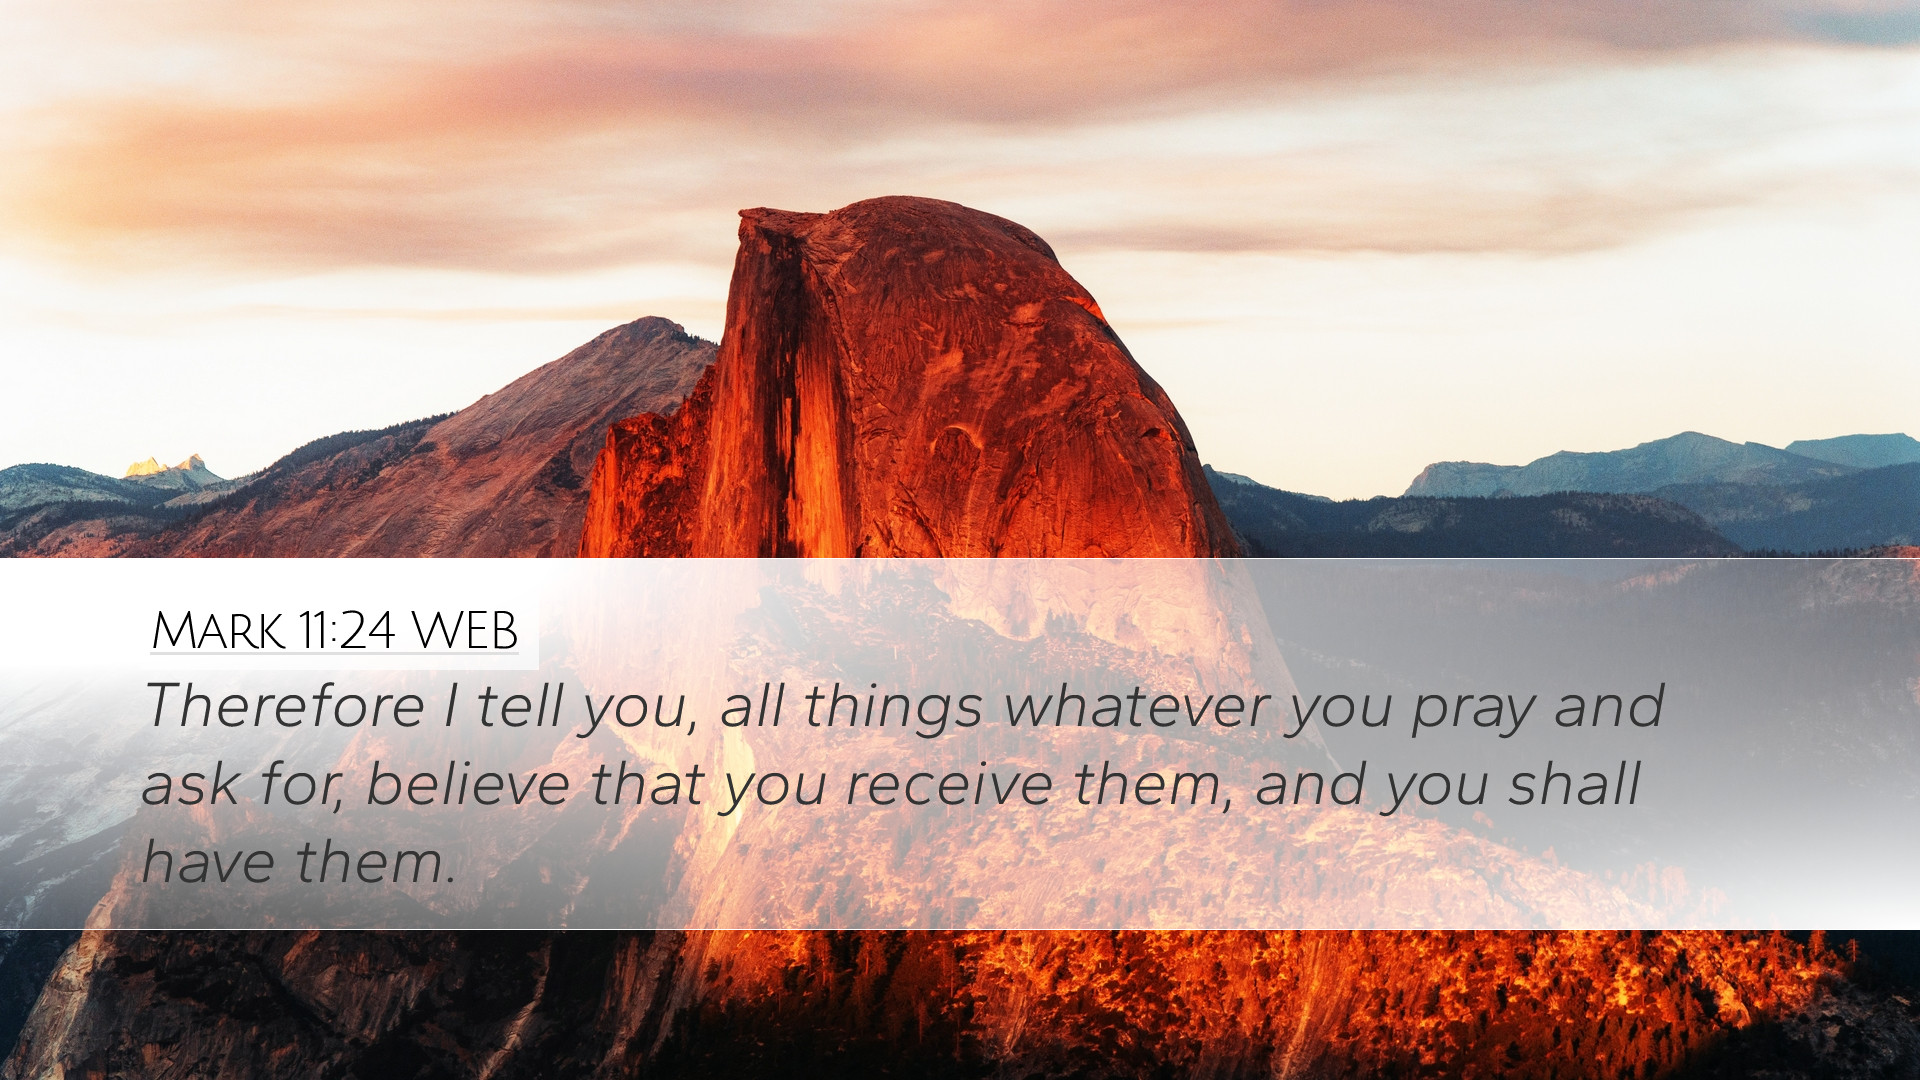 Mark 11:24 WEB
Therefore I tell you, all things whatever you pray and
ask for, believe that you receive them, and you shall
have them.